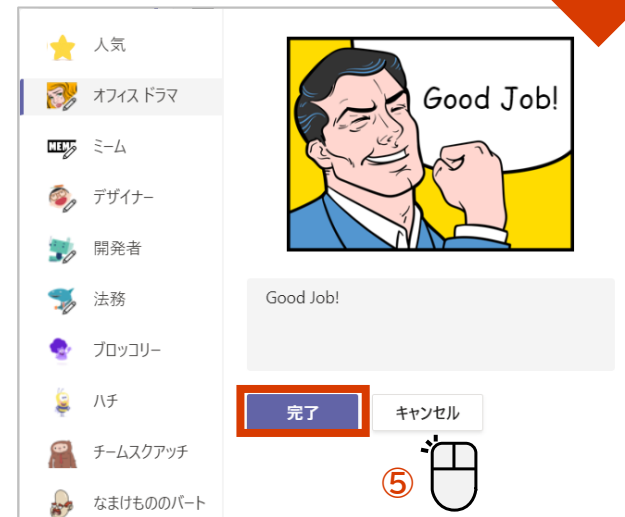 人気
オフィス ドラマ
MEME
ミーム
デザイナー
開発者
法務
ブロッコリー
ハチ
チームスクアッチ
なまけもののバート
Good Job!
Good Job!
完了
キャンセル
⑤